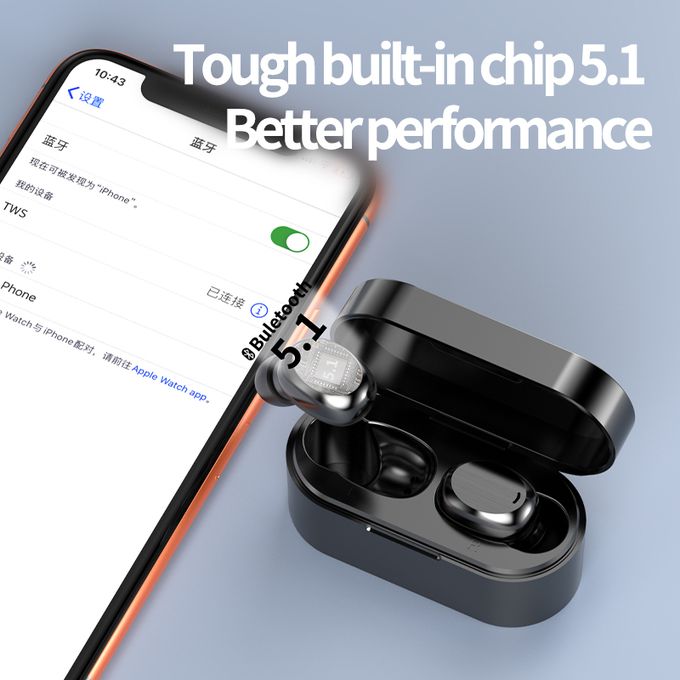 Tough built-in chip 5.1
Better performance
10:43
设置
蓝牙
蓝牙
现在可被发现为“iPhone”。
我的设备
TWS
已连接
设备
Phone
Watch与iPhone配对，请前往Apple Watch app。
Buletooth
5.1
5.1